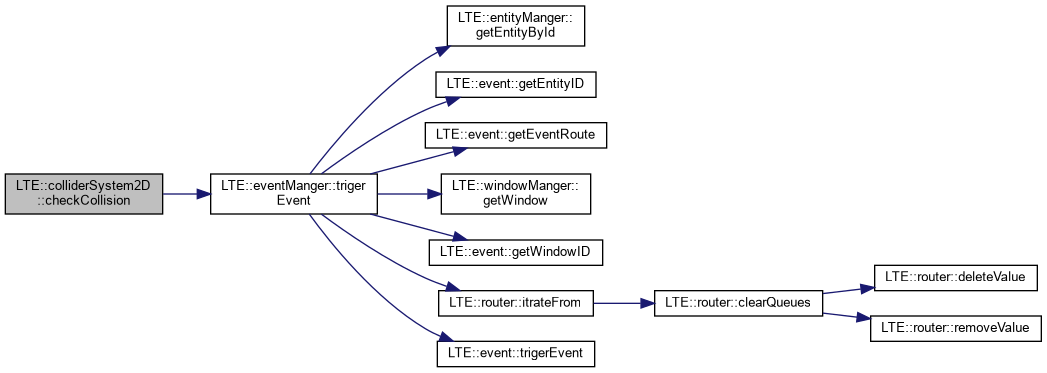 LTE::colliderSystem2D
::checkCollision
LTE::eventManger::triger
Event
LTE::entityManger::
getEntityById
LTE::event::getEntityID
LTE::event::getEventRoute
LTE::windowManger::
getWindow
LTE::event::getWindowID
LTE::router::itrateFrom
LTE::event::trigerEvent
LTE::router::clearQueues
LTE::router::deleteValue
LTE::router::removeValue